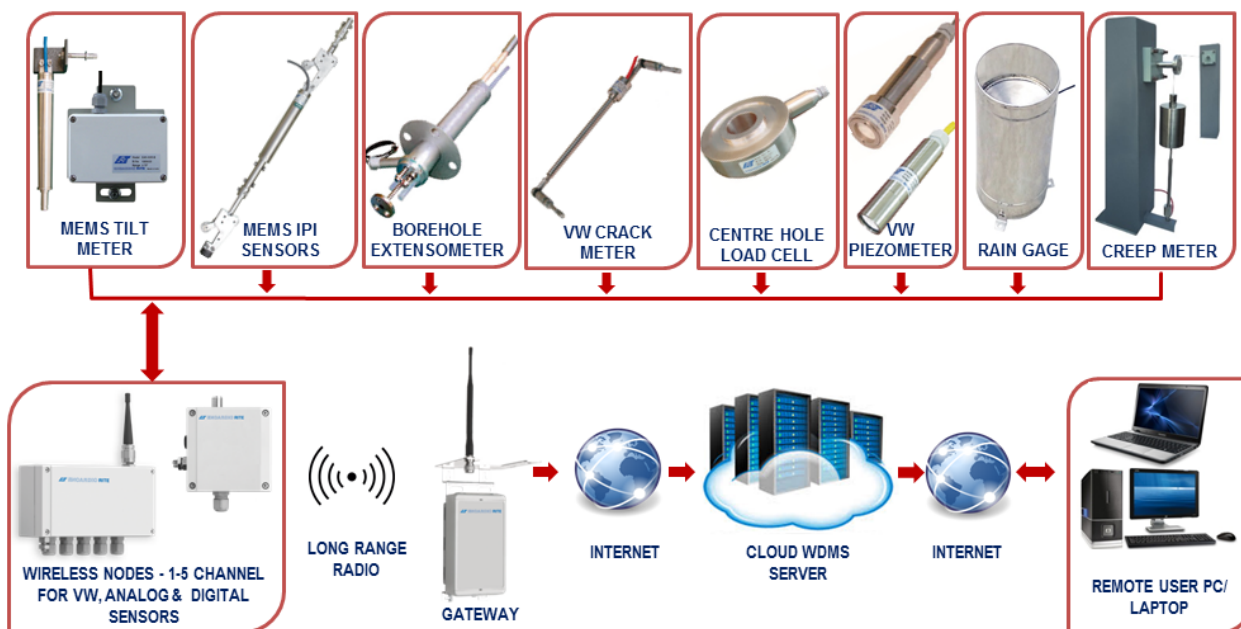 MEMS TILT
METER
MEMS IPI
SENSORS
BOREHOLE
EXTENSOMETER
VW CRACK
METER
CENTRE HOLE
LOAD CELL
VW
PIEZOMETER
RAIN GAGE
CREEP METER
WIRELESS NODES - 1-5 CHANNEL
FOR VW, ANALOG & DIGITAL
SENSORS
LONG RANGE
RADIO
GATEWAY
INTERNET
CLOUD WDMS
SERVER
INTERNET
REMOTE USER PC/
LAPTOP